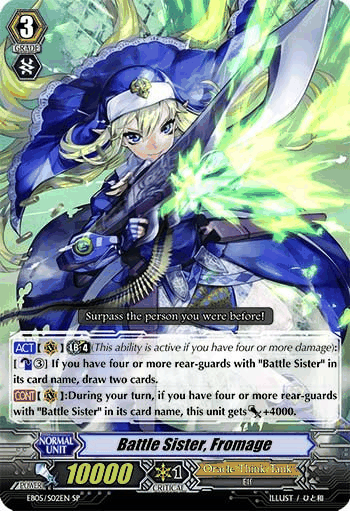 3
GRADE
Surpass the person you were before!
ACT [ ] LB 4 (This ability is active if you have four or more damage):
[ ③] If you have four or more rear-guards with "Battle Sister" in
its card name, draw two cards.
CONT [ ]:During your turn, if you have four or more rear-guards
with "Battle Sister" in its card name, this unit gets +4000.
NORMAL UNIT Battle Sister, Fromage
POWER 10000 1 CRITICAL Oracle Think Tank
Elf
EB05/S02EN SP ILLUST / ひと和